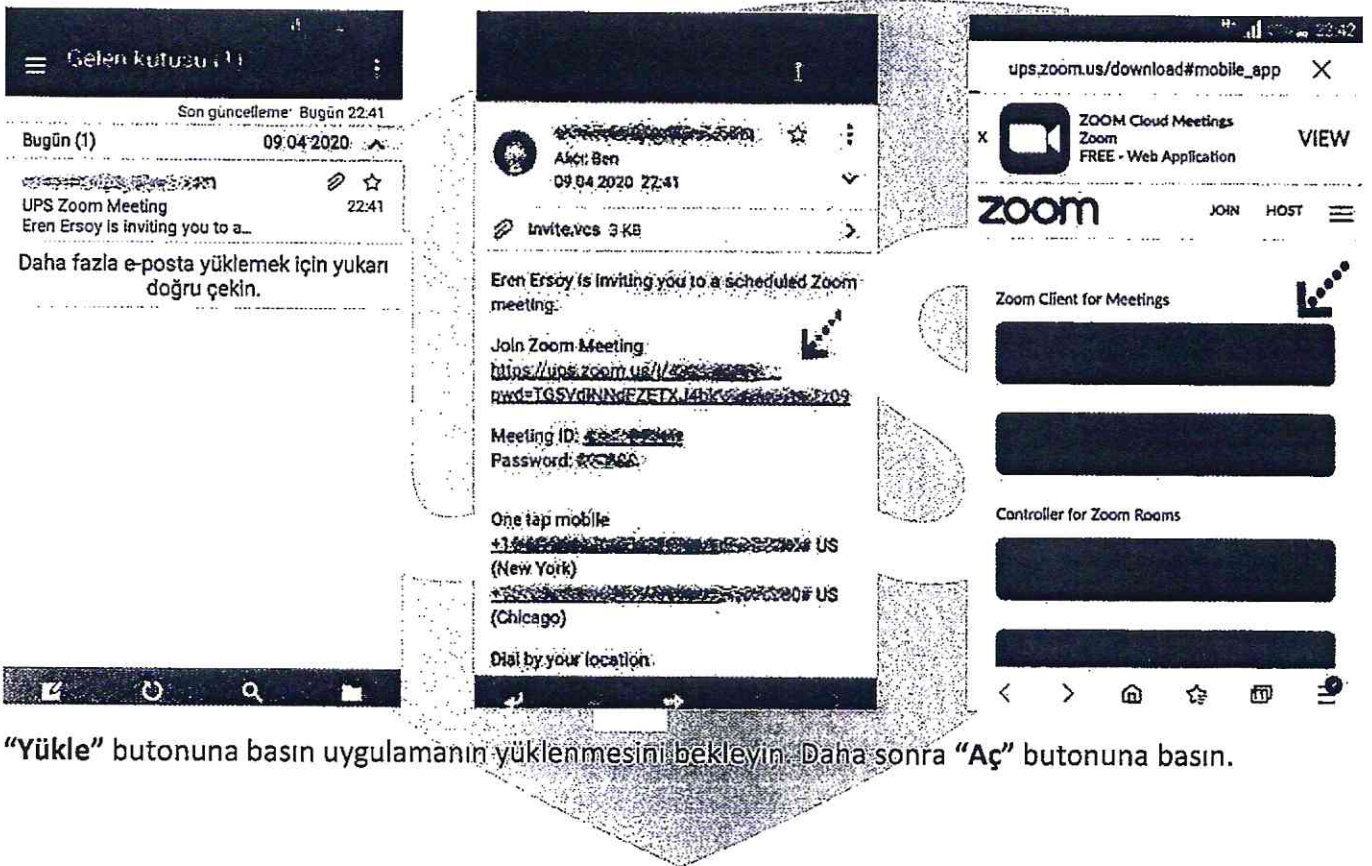 Gelen kutusu (1)
Son güncelleme: Bugün 22:41
Bugün (1) 09.04.2020
UPS Zoom Meeting 22:41
Eren Ersoy is inviting you to a...
Daha fazla e-posta yüklemek için yukarı
doğru çekin.
Alıcı: Ben
09.04.2020 22:41
invite.vcs 3 KB
Eren Ersoy is inviting you to a scheduled Zoom
meeting.
Join Zoom Meeting
https://ups.zoom.us/j/
Meeting ID:
Password:
One tap mobile
US
(New York)
US
(Chicago)
Dial by your location
23:42
ups.zoom.us/download#mobile_app X
x ZOOM Cloud Meetings
Zoom VIEW
FREE - Web Application
zoom JOIN HOST
Zoom Client for Meetings
Controller for Zoom Rooms
“Yükle” butonuna basın uygulamanın yüklenmesini bekleyin. Daha sonra “Aç” butonuna basın.